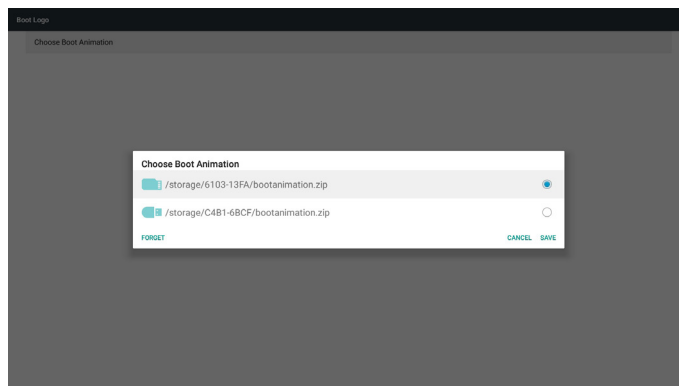 Boot Logo
Choose Boot Animation
Choose Boot Animation
/storage/6103-13FA/bootanimation.zip
/storage/C4B1-6BCF/bootanimation.zip
FORGET CANCEL SAVE